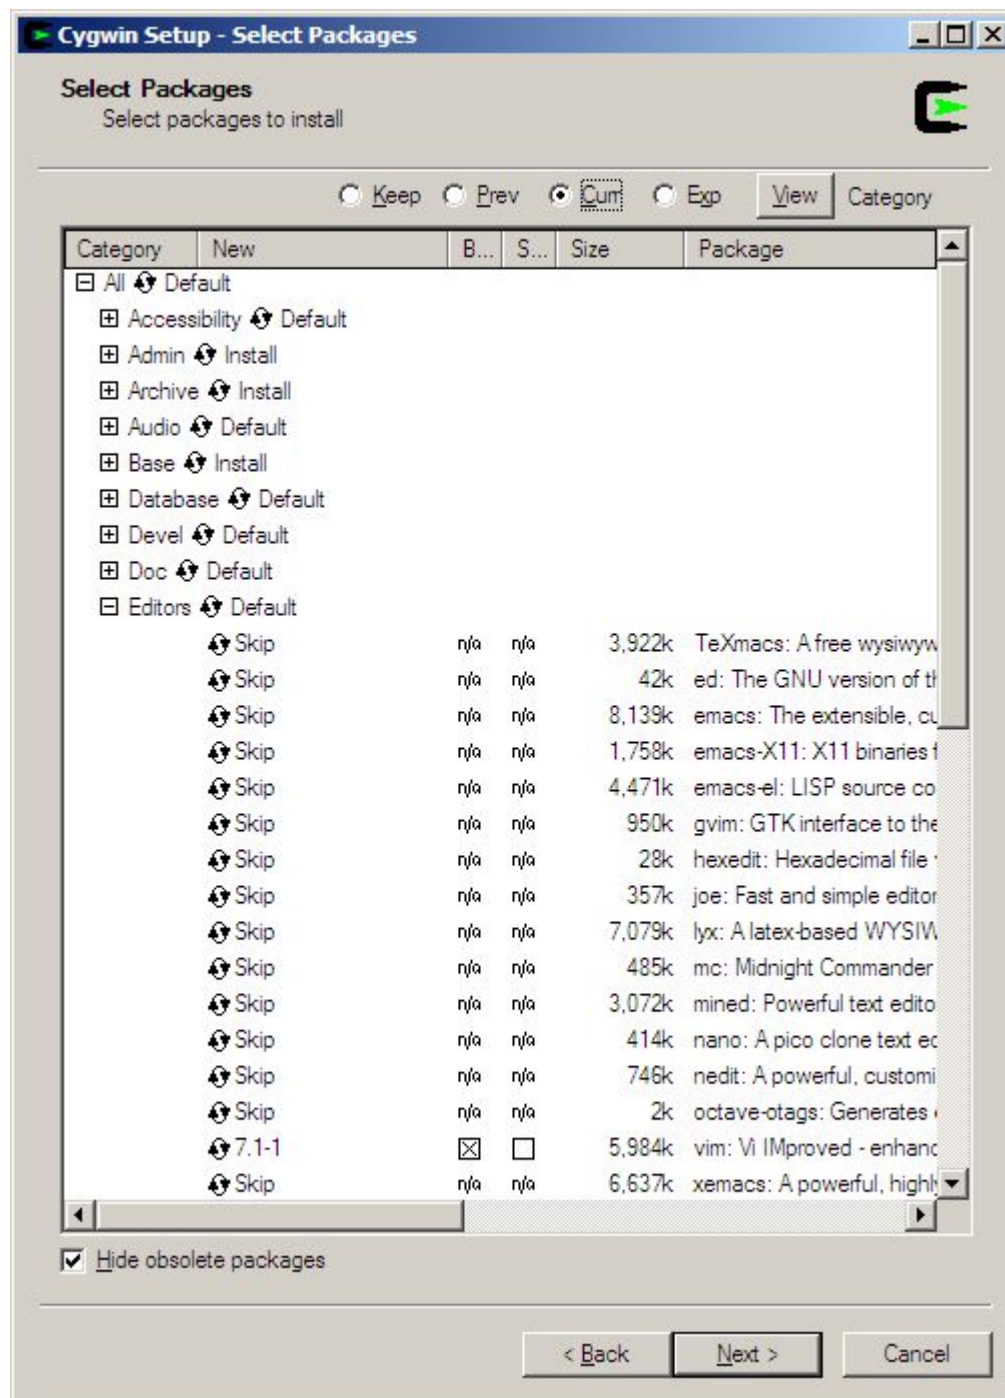 Cygwin Setup - Select Packages
Select Packages
Select packages to install
Keep Prev Curr Exp View Category
Category New B... S... Size Package
All Default
Accessibility Default
Admin Install
Archive Install
Audio Default
Base Install
Database Default
Devel Default
Doc Default
Editors Default
Skip n/a n/a 3,922k TeXmacs: A free wysiwyw
Skip n/a n/a 42k ed: The GNU version of th
Skip n/a n/a 8,139k emacs: The extensible, cu
Skip n/a n/a 1,758k emacs-X11: X11 binaries f
Skip n/a n/a 4,471k emacs-el: LISP source co
Skip n/a n/a 950k gvim: GTK interface to the
Skip n/a n/a 28k hexedit: Hexadecimal file
Skip n/a n/a 357k joe: Fast and simple editor
Skip n/a n/a 7,079k lyx: A latex-based WYSIW
Skip n/a n/a 485k mc: Midnight Commander
Skip n/a n/a 3,072k mined: Powerful text edito
Skip n/a n/a 414k nano: A pico clone text ed
Skip n/a n/a 746k nedit: A powerful, customi
Skip n/a n/a 2k octave-otags: Generates
7.1-1 5,984k vim: Vi IMproved - enhanc
Skip n/a n/a 6,637k xemacs: A powerful, highly
Hide obsolete packages
< Back Next > Cancel